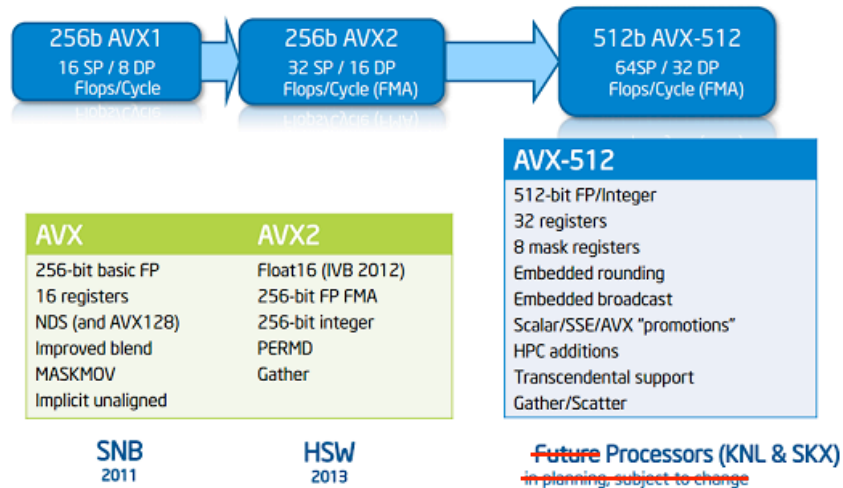 256b AVX1
16 SP / 8 DP
Flops/Cycle
256b AVX2
32 SP / 16 DP
Flops/Cycle (FMA)
512b AVX-512
64SP / 32 DP
Flops/Cycle (FMA)
AVX
256-bit basic FP
16 registers
NDS (and AVX128)
Improved blend
MASKMOV
Implicit unaligned
SNB
2011
AVX2
Float16 (IVB 2012)
256-bit FP FMA
256-bit integer
PERMD
Gather
HSW
2013
AVX-512
512-bit FP/Integer
32 registers
8 mask registers
Embedded rounding
Embedded broadcast
Scalar/SSE/AVX "promotions"
HPC additions
Transcendental support
Gather/Scatter
Future Processors (KNL & SKX)
in planning, subject to change